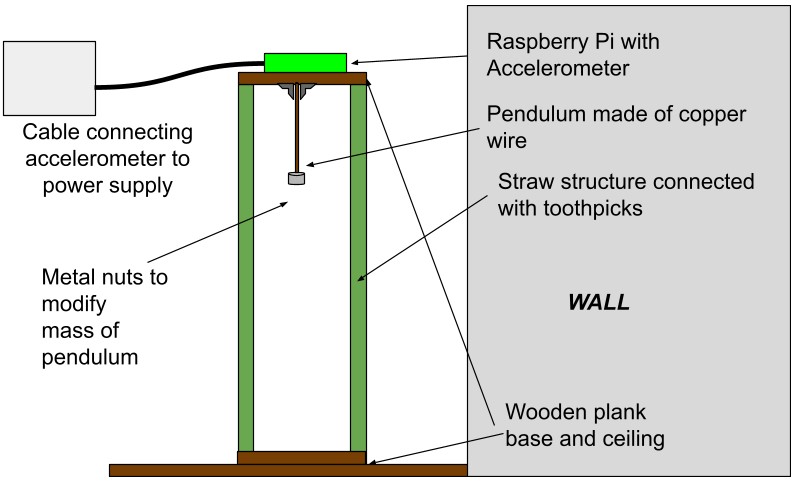 Raspberry Pi with
Accelerometer
Pendulum made of copper
wire
Cable connecting
accelerometer to
power supply
Straw structure connected
with toothpicks
Metal nuts to
modify
mass of
pendulum
WALL
Wooden plank
base and ceiling